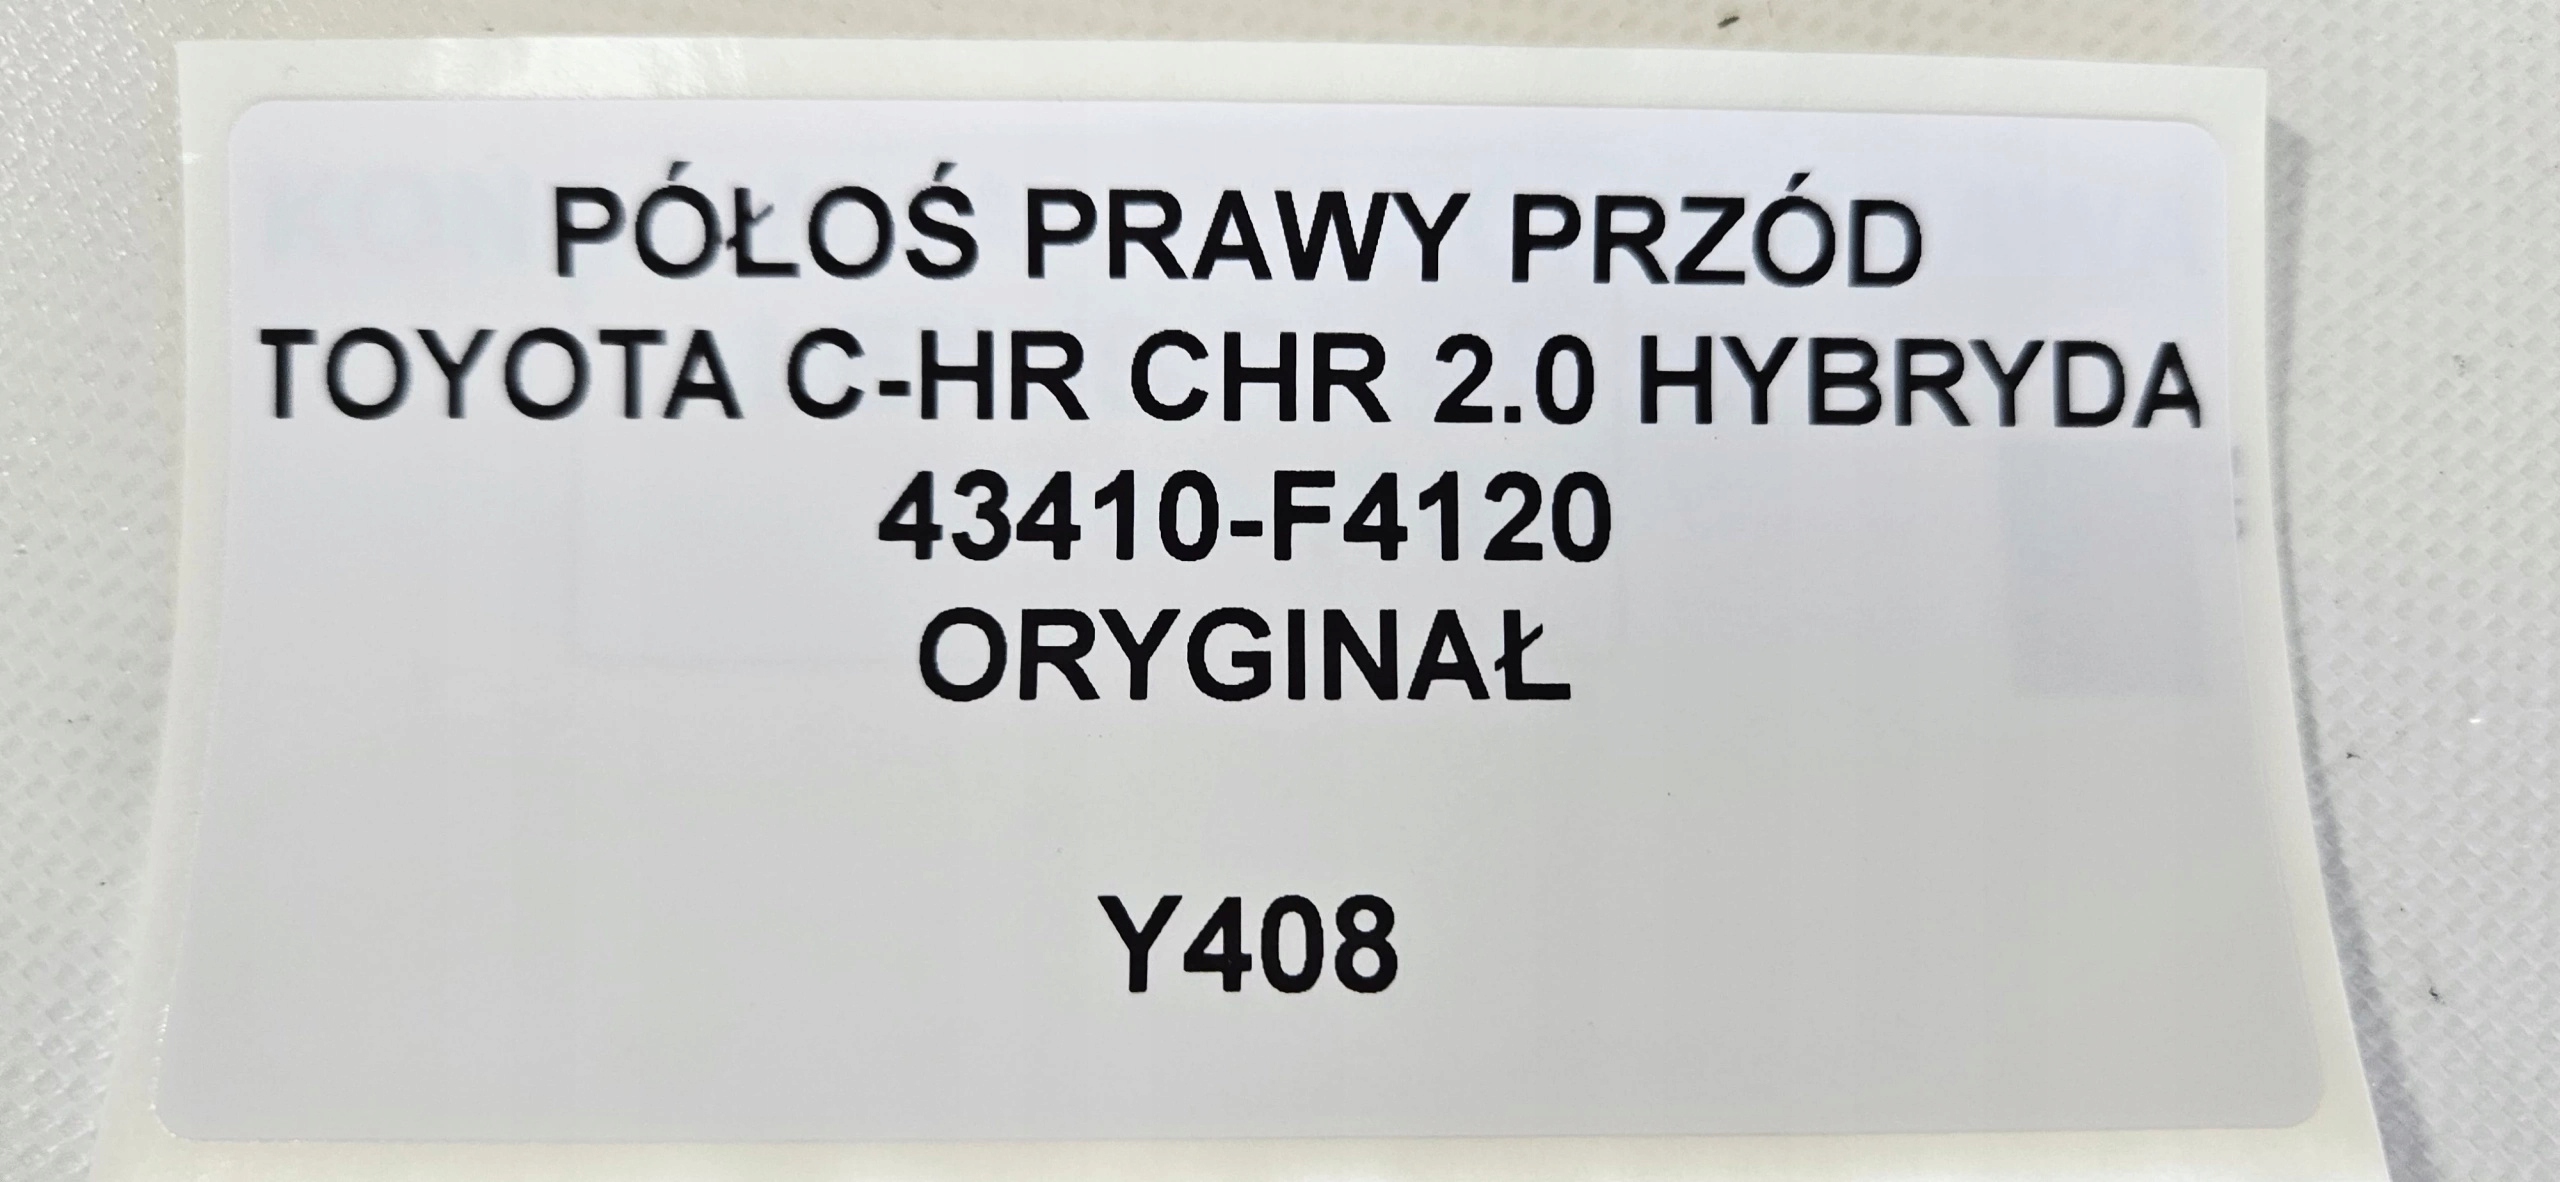 PÓŁOŚ PRAWY PRZÓD
TOYOTA C-HR CHR 2.0 HYBRYDA
43410-F4120
ORYGINAŁ
Y408